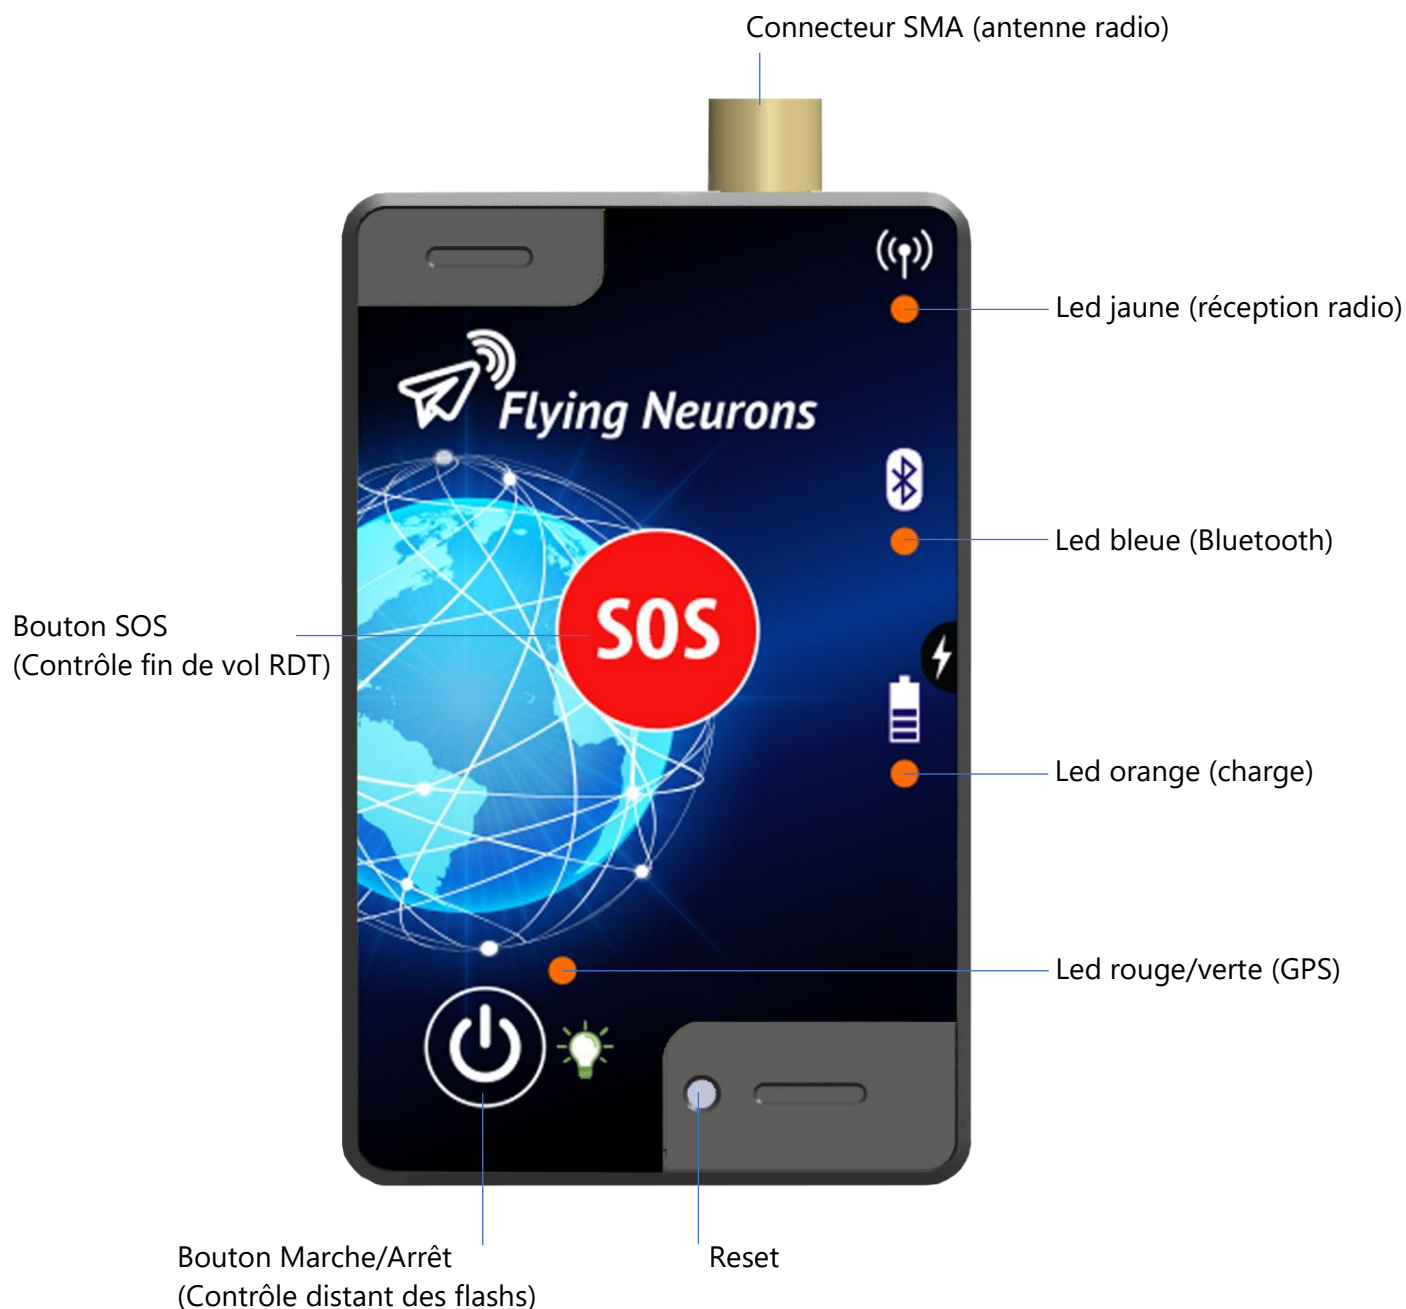 Connecteur SMA (antenne radio)
Led jaune (réception radio)
Flying Neurons
Led bleue (Bluetooth)
SOS
Bouton SOS
(Contrôle fin de vol RDT)
Led orange (charge)
Led rouge/verte (GPS)
Bouton Marche/Arrêt
(Contrôle distant des flashs)
Reset